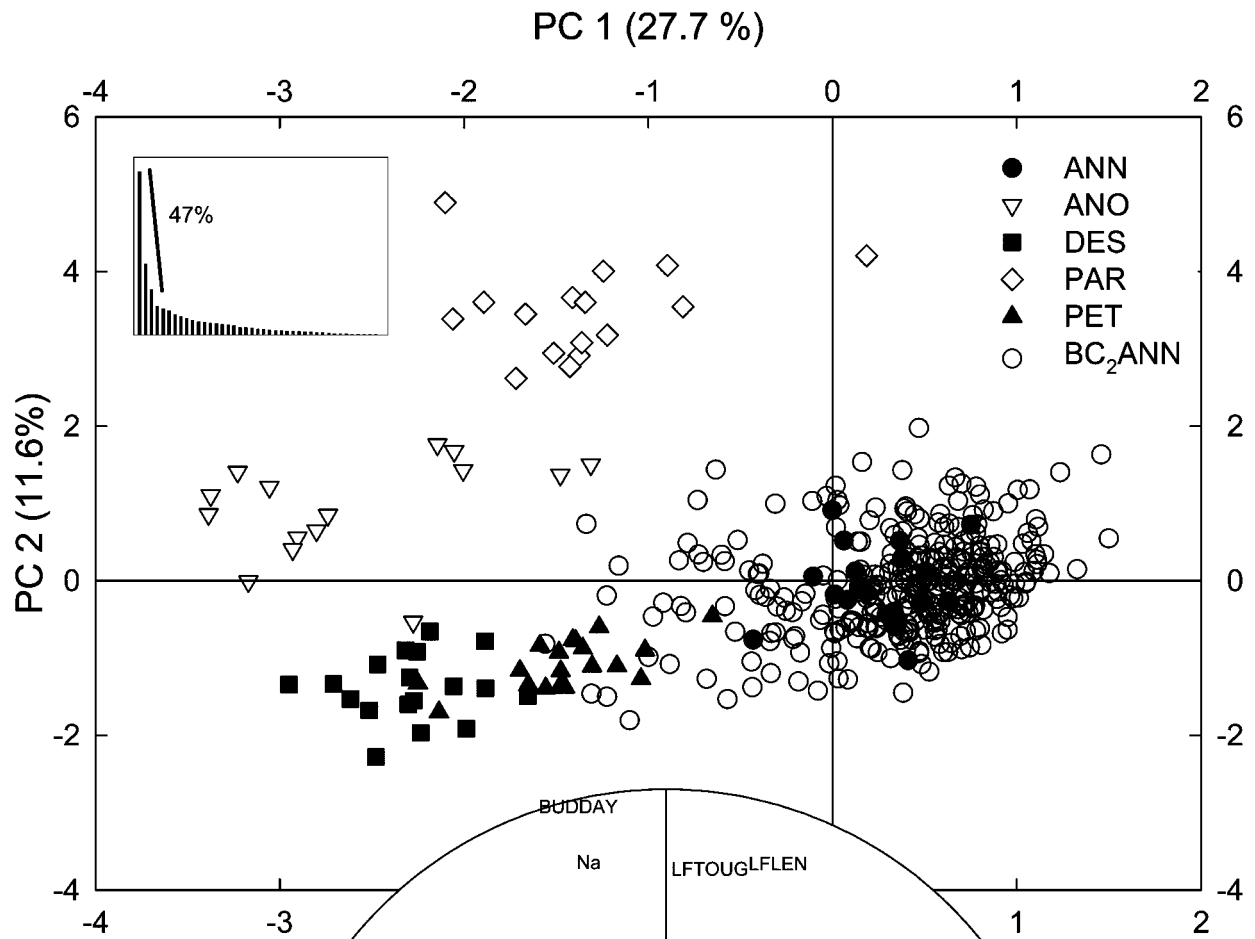 PC 1 (27.7 %)
-4 -3 -2 -1 0 1 2
6 6
47%
ANN
ANO
DES
PAR
PET
BC2ANN
4 4
2 2
PC 2 (11.6%)
0 0
-2 -2
BUDDAY
Na
LFTOUG LFLEN
-4 -4
-4 -3 1 2